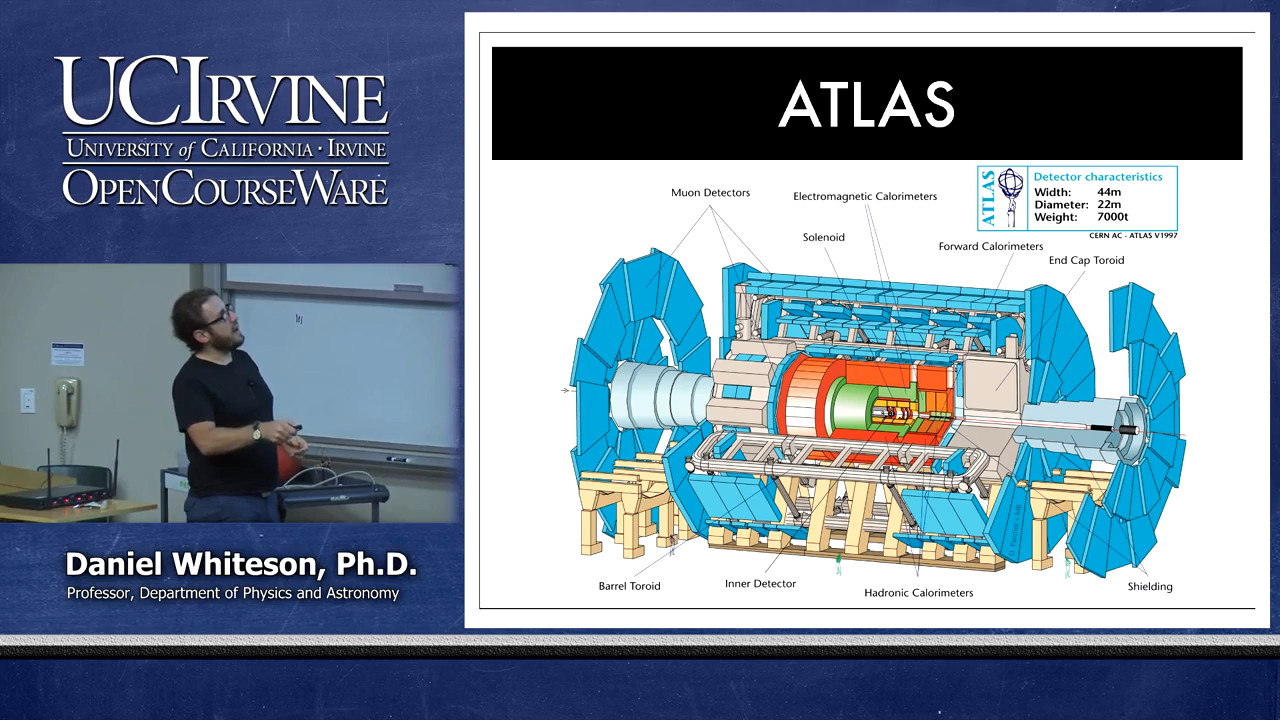 UCIRVINE
UNIVERSITY of CALIFORNIA · IRVINE
OPENCOURSEWARE
Daniel Whiteson, Ph.D.
Professor, Department of Physics and Astronomy
ATLAS
ATLAS
Detector characteristics
Width: 44m
Diameter: 22m
Weight: 7000t
CERN AC - ATLAS V1997
Muon Detectors
Electromagnetic Calorimeters
Solenoid
Forward Calorimeters
End Cap Toroid
Barrel Toroid
Inner Detector
Hadronic Calorimeters
Shielding